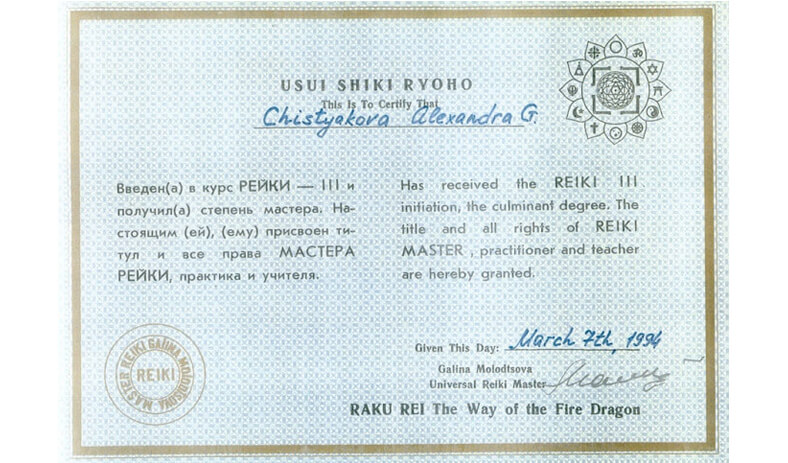 USUI SHIKI RYOHO
This Is To Certify That
Chistyakova Alexandra G.
Введен(а) в курс РЕЙКИ — III и
получил(а) степень мастера. На-
стоящим (ей), (ему) присвоен ти-
тул и все права МАСТЕРА
РЕЙКИ, практика и учителя.
Has received the REIKI III
initiation, the culminant degree. The
title and all rights of REIKI
MASTER , practitioner and teacher
are hereby granted.
MASTER REIKI GALINA MOLODTSOVA
REIKI
Given This Day: March 7th, 1994
Galina Molodtsova
Universal Reiki Master
RAKU REI The Way of the Fire Dragon